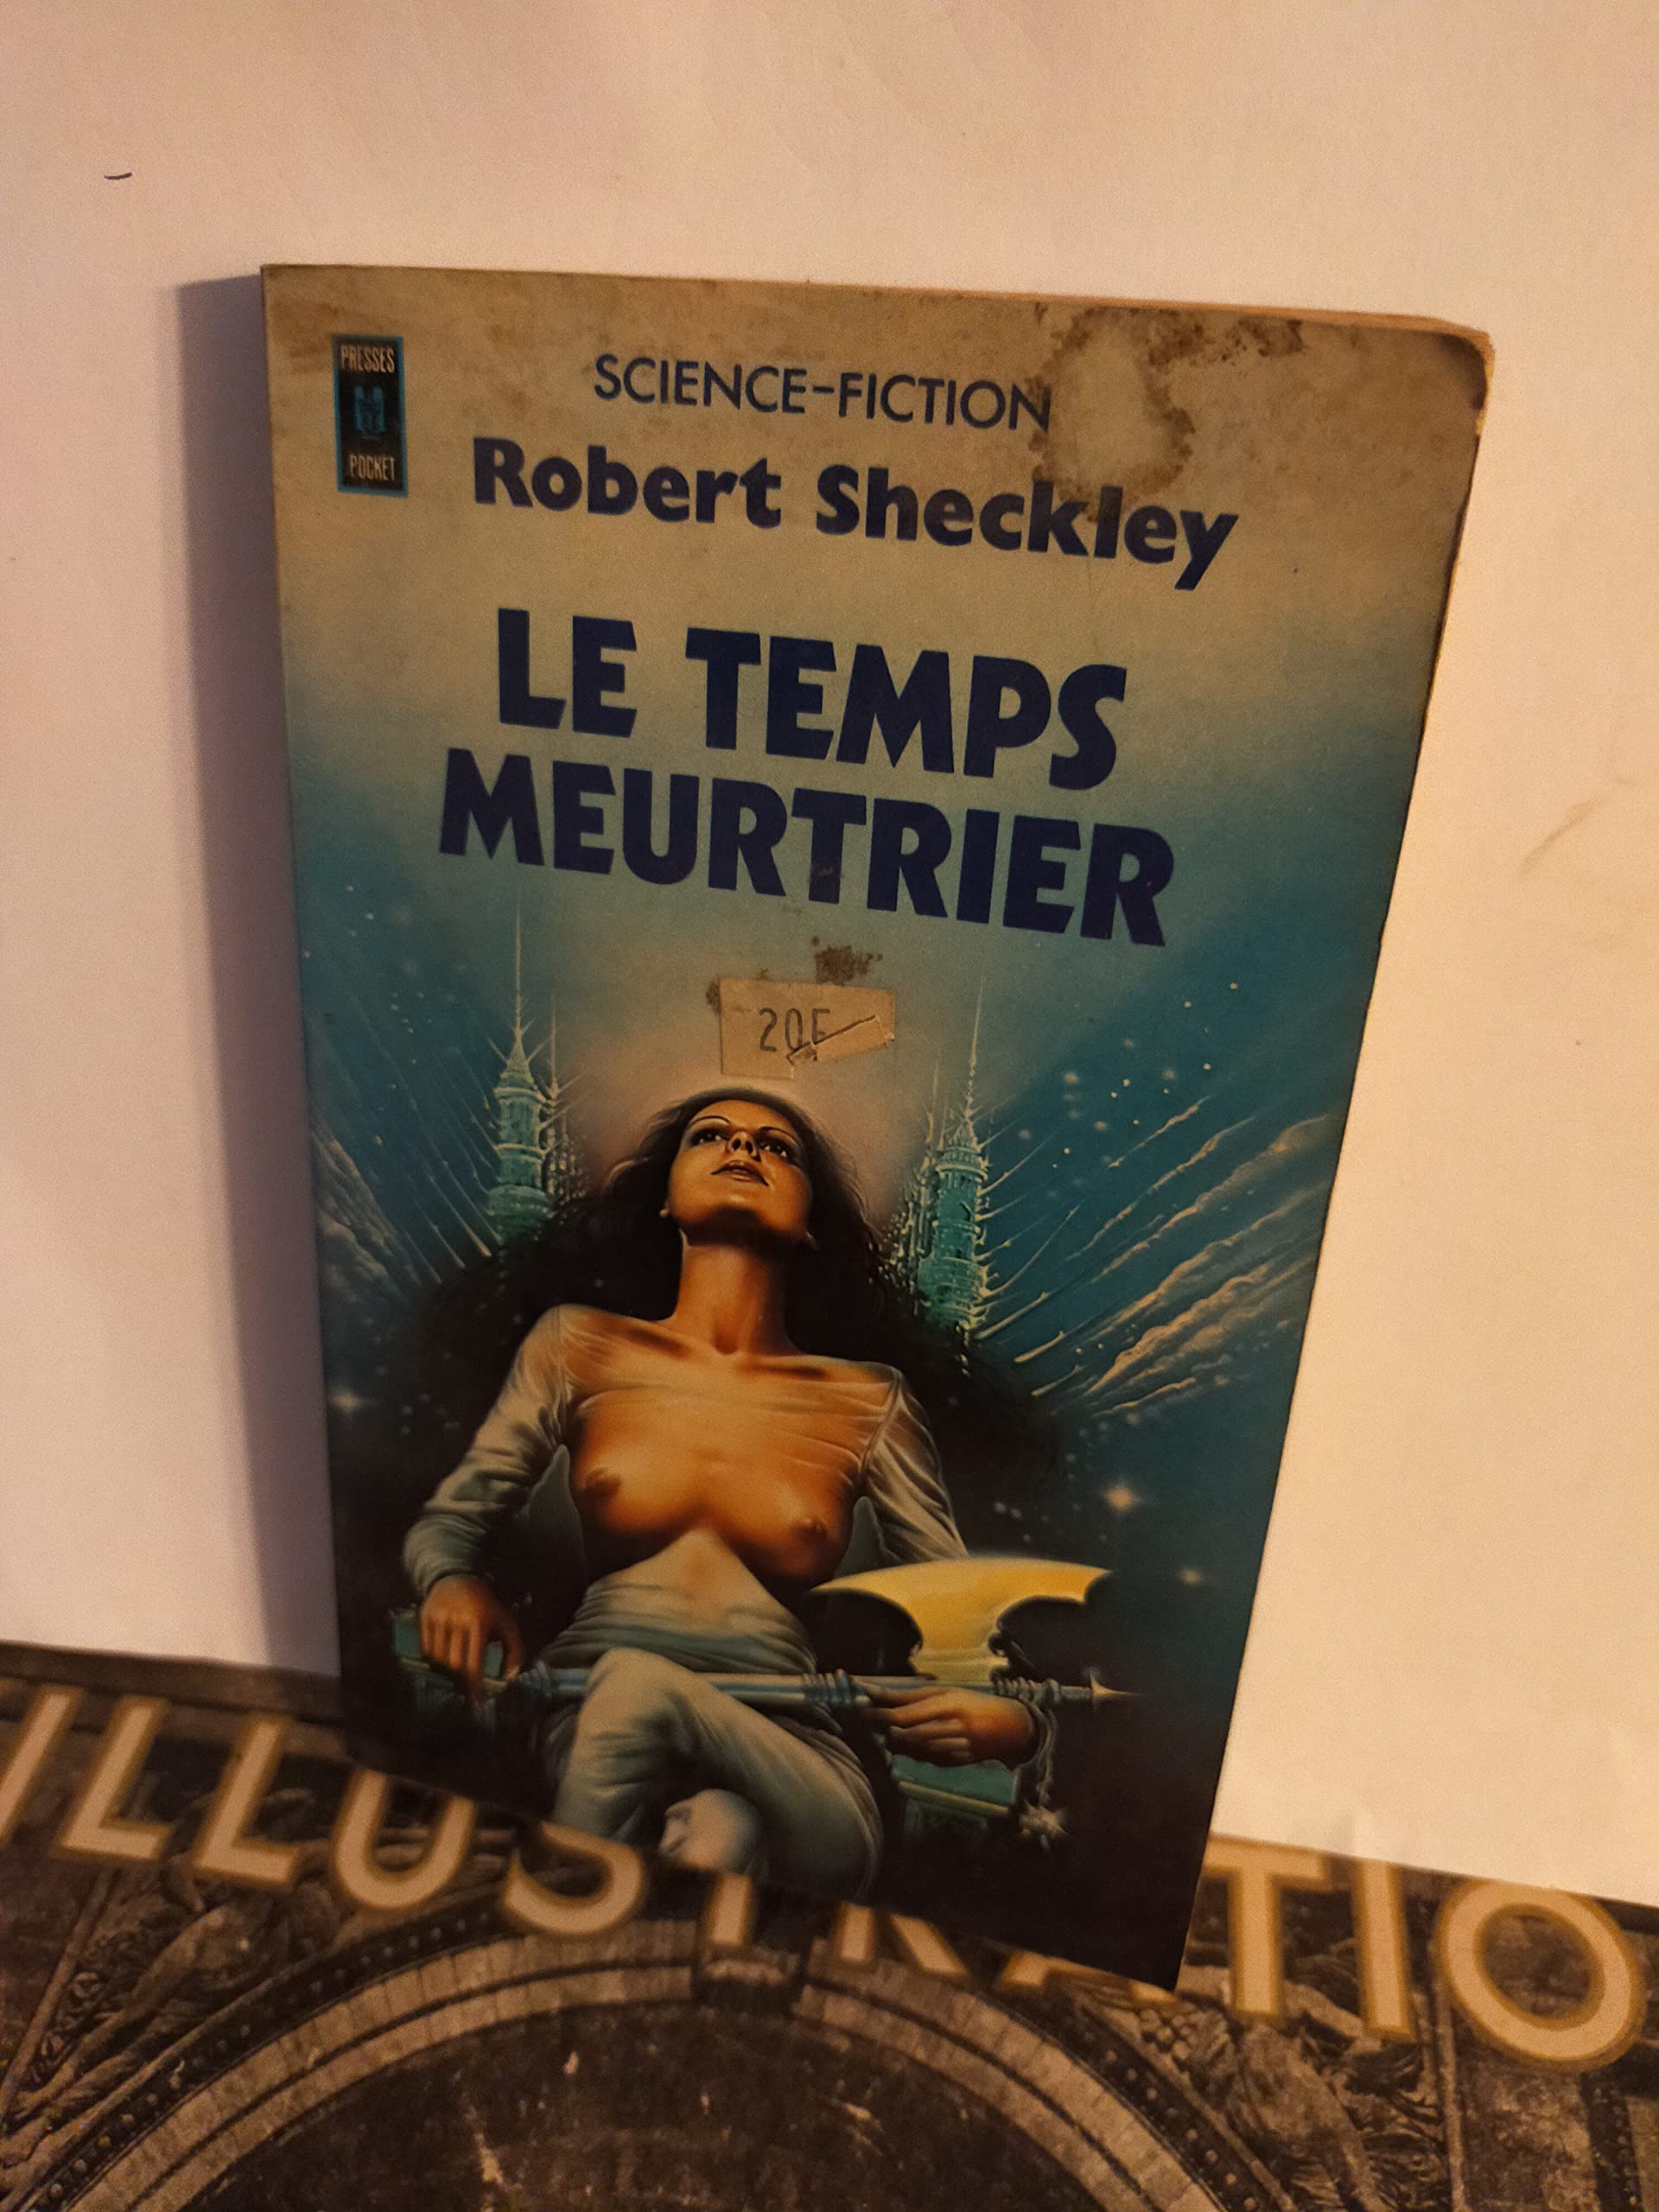 PRESSES
POCKET
SCIENCE-FICTION
Robert Sheckley
LE TEMPS
MEURTRIER
20F
ILLUSTRATIO